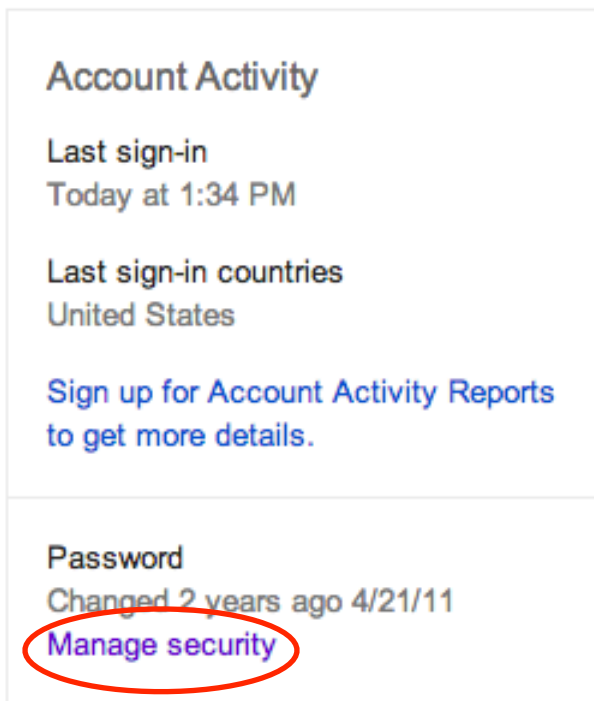 Account Activity
Last sign-in
Today at 1:34 PM
Last sign-in countries
United States
Sign up for Account Activity Reports
to get more details.
Password
Changed 2 years ago 4/21/11
Manage security